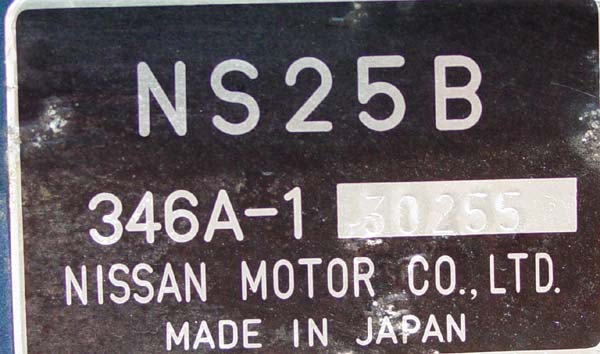 NS25B
346A-1 30255
NISSAN MOTOR CO., LTD.
MADE IN JAPAN